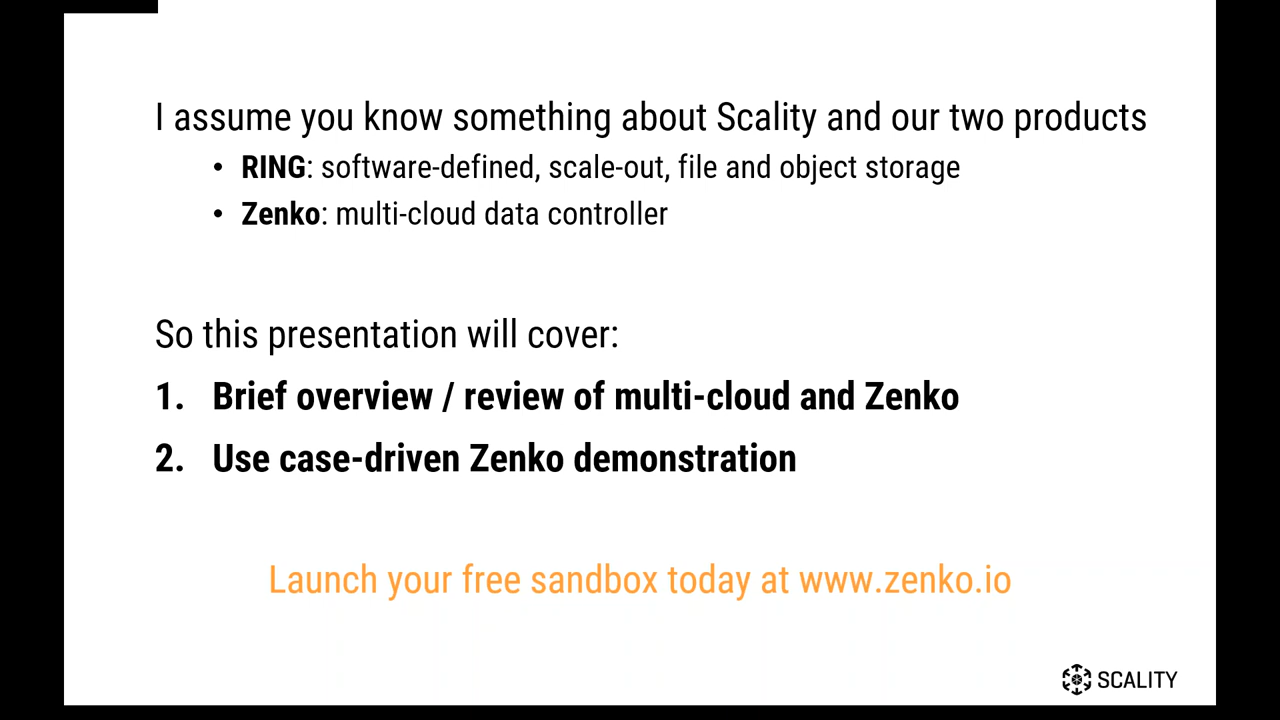 I assume you know something about Scality and our two products
• RING: software-defined, scale-out, file and object storage
• Zenko: multi-cloud data controller
So this presentation will cover:
1. Brief overview / review of multi-cloud and Zenko
2. Use case-driven Zenko demonstration
Launch your free sandbox today at www.zenko.io
SCALITY